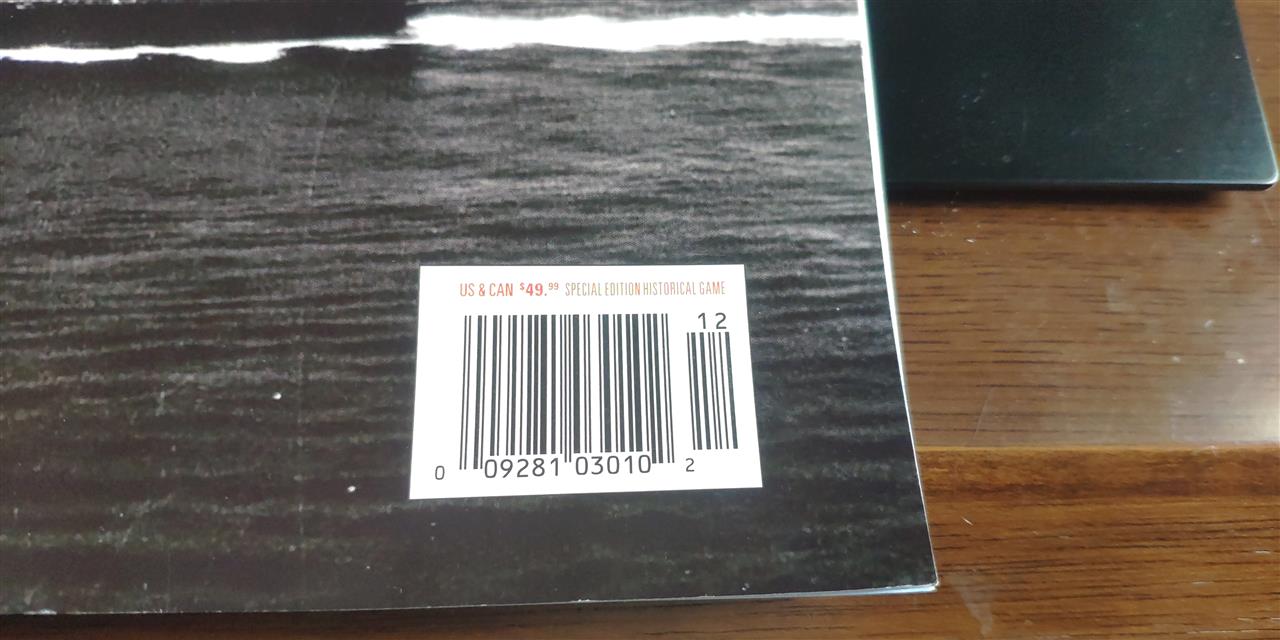 US & CAN $49.99 SPECIAL EDITION HISTORICAL GAME
12
0 09281 03010 2